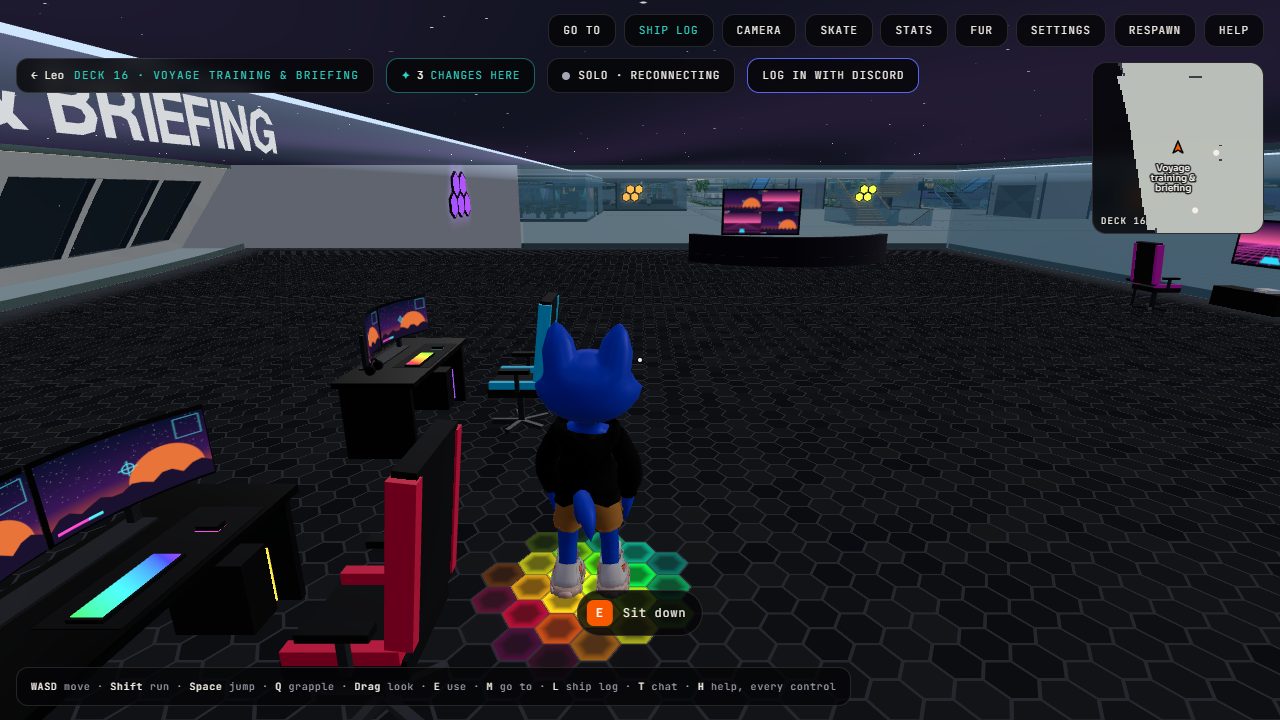 GO TO
SHIP LOG
CAMERA
SKATE
STATS
FUR
SETTINGS
RESPAWN
HELP
← Leo DECK 16 · VOYAGE TRAINING & BRIEFING
✦ 3 CHANGES HERE
● SOLO · RECONNECTING
LOG IN WITH DISCORD
& BRIEFING
Voyage
training &
briefing
DECK 16
E Sit down
WASD move · Shift run · Space jump · Q grapple · Drag look · E use · M go to · L ship log · T chat · H help, every control